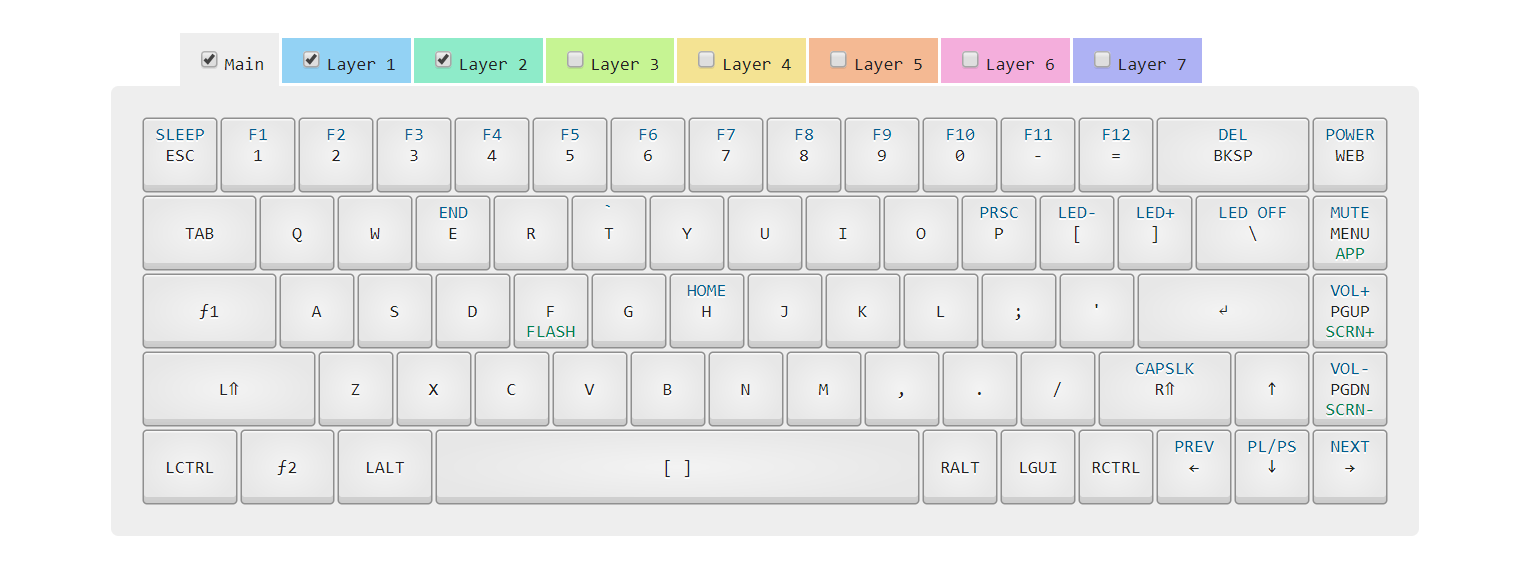 Main Layer 1 Layer 2 Layer 3 Layer 4 Layer 5 Layer 6 Layer 7
SLEEP F1 F2 F3 F4 F5 F6 F7 F8 F9 F10 F11 F12 DEL POWER
ESC 1 2 3 4 5 6 7 8 9 0 - = BKSP WEB
END ` PRSC LED- LED+ LED OFF MUTE
TAB Q W E R T Y U I O P [ ] \ MENU
APP
HOME VOL+
ƒ1 A S D F G H J K L ; ' ↲ PGUP
FLASH SCRN+
CAPSLK VOL-
L⇑ Z X C V B N M , . / R⇑ ↑ PGDN
SCRN-
PREV PL/PS NEXT
LCTRL ƒ2 LALT [ ] RALT LGUI RCTRL ← ↓ →